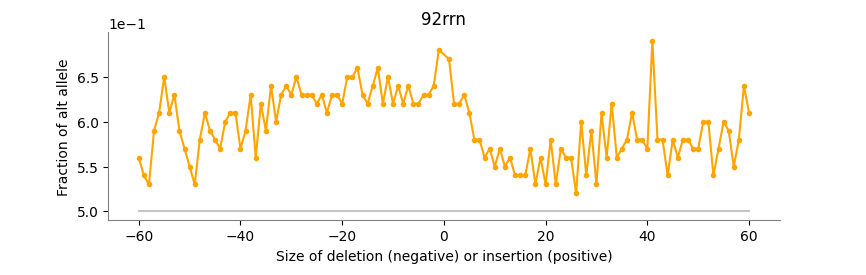 92rrn
1e−1
Fraction of alt allele
6.5
6.0
5.5
5.0
−60 −40 −20 0 20 40 60
Size of deletion (negative) or insertion (positive)